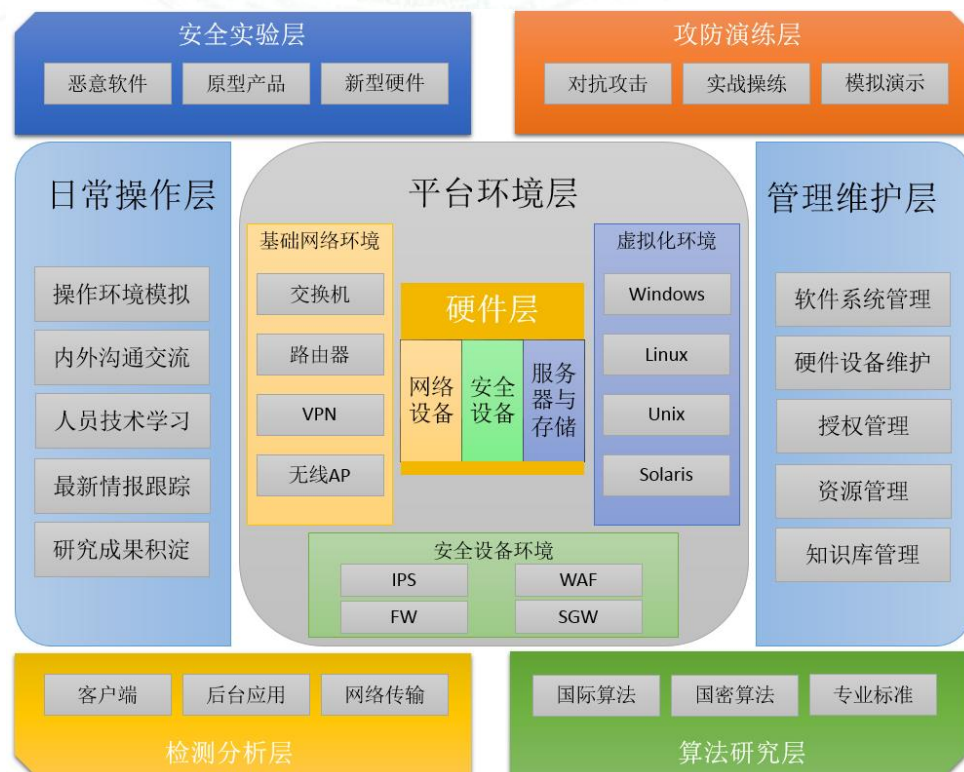 安全实验层
恶意软件
原型产品
新型硬件
攻防演练层
对抗攻击
实战操练
模拟演示
日常操作层
操作环境模拟
内外沟通交流
人员技术学习
最新情报跟踪
研究成果积淀
平台环境层
基础网络环境
交换机
路由器
VPN
无线AP
硬件层
网络
设备
安全
设备
服务
器与
存储
虚拟化环境
Windows
Linux
Unix
Solaris
安全设备环境
IPS
WAF
FW
SGW
管理维护层
软件系统管理
硬件设备维护
授权管理
资源管理
知识库管理
客户端
后台应用
网络传输
检测分析层
国际算法
国密算法
专业标准
算法研究层